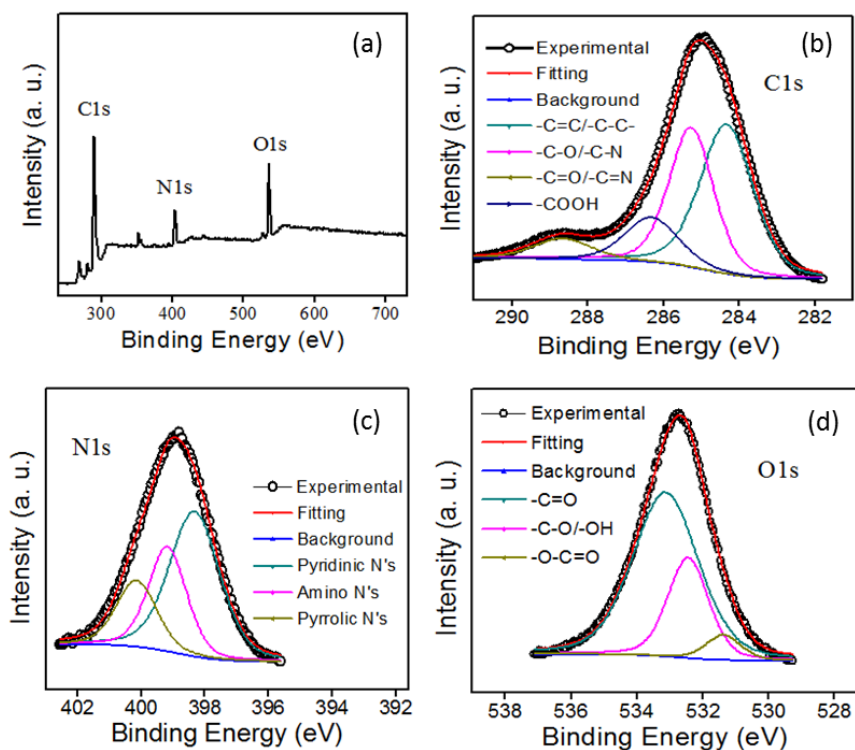 (a)
C1s
N1s
O1s
Intensity (a. u.)
300 400 500 600 700
Binding Energy (eV)
(b)
C1s
Experimental
Fitting
Background
-C=C/-C-C-
-C-O/-C-N
-C=O/-C=N
-COOH
Intensity (a. u.)
290 288 286 284 282
Binding Energy (eV)
(c)
N1s
Experimental
Fitting
Background
Pyridinic N's
Amino N's
Pyrrolic N's
Intensity (a. u.)
402 400 398 396 394 392
Binding Energy (eV)
(d)
O1s
Experimental
Fitting
Background
-C=O
-C-O/-OH
-O-C=O
Intensity (a. u.)
538 536 534 532 530 528
Binding Energy (eV)